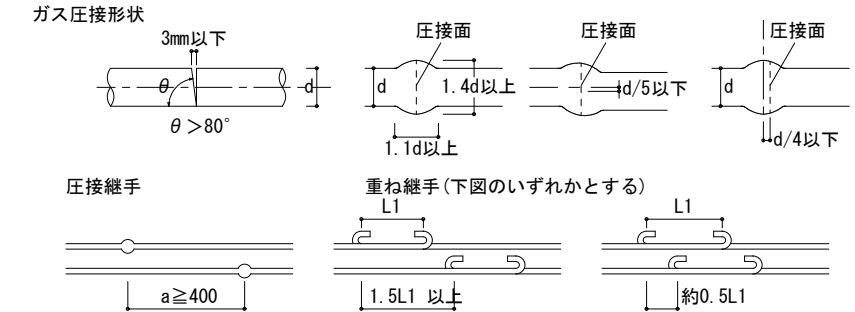 ガス圧接形状
3mm以下
θ
d
θ>80°
圧接面
d
1.4d以上
1.1d以上
圧接面
d/5以下
圧接面
d
d/4以下
圧接継手
a≧400
重ね継手(下図のいずれかとする)
L1
1.5L1 以上
L1
約0.5L1